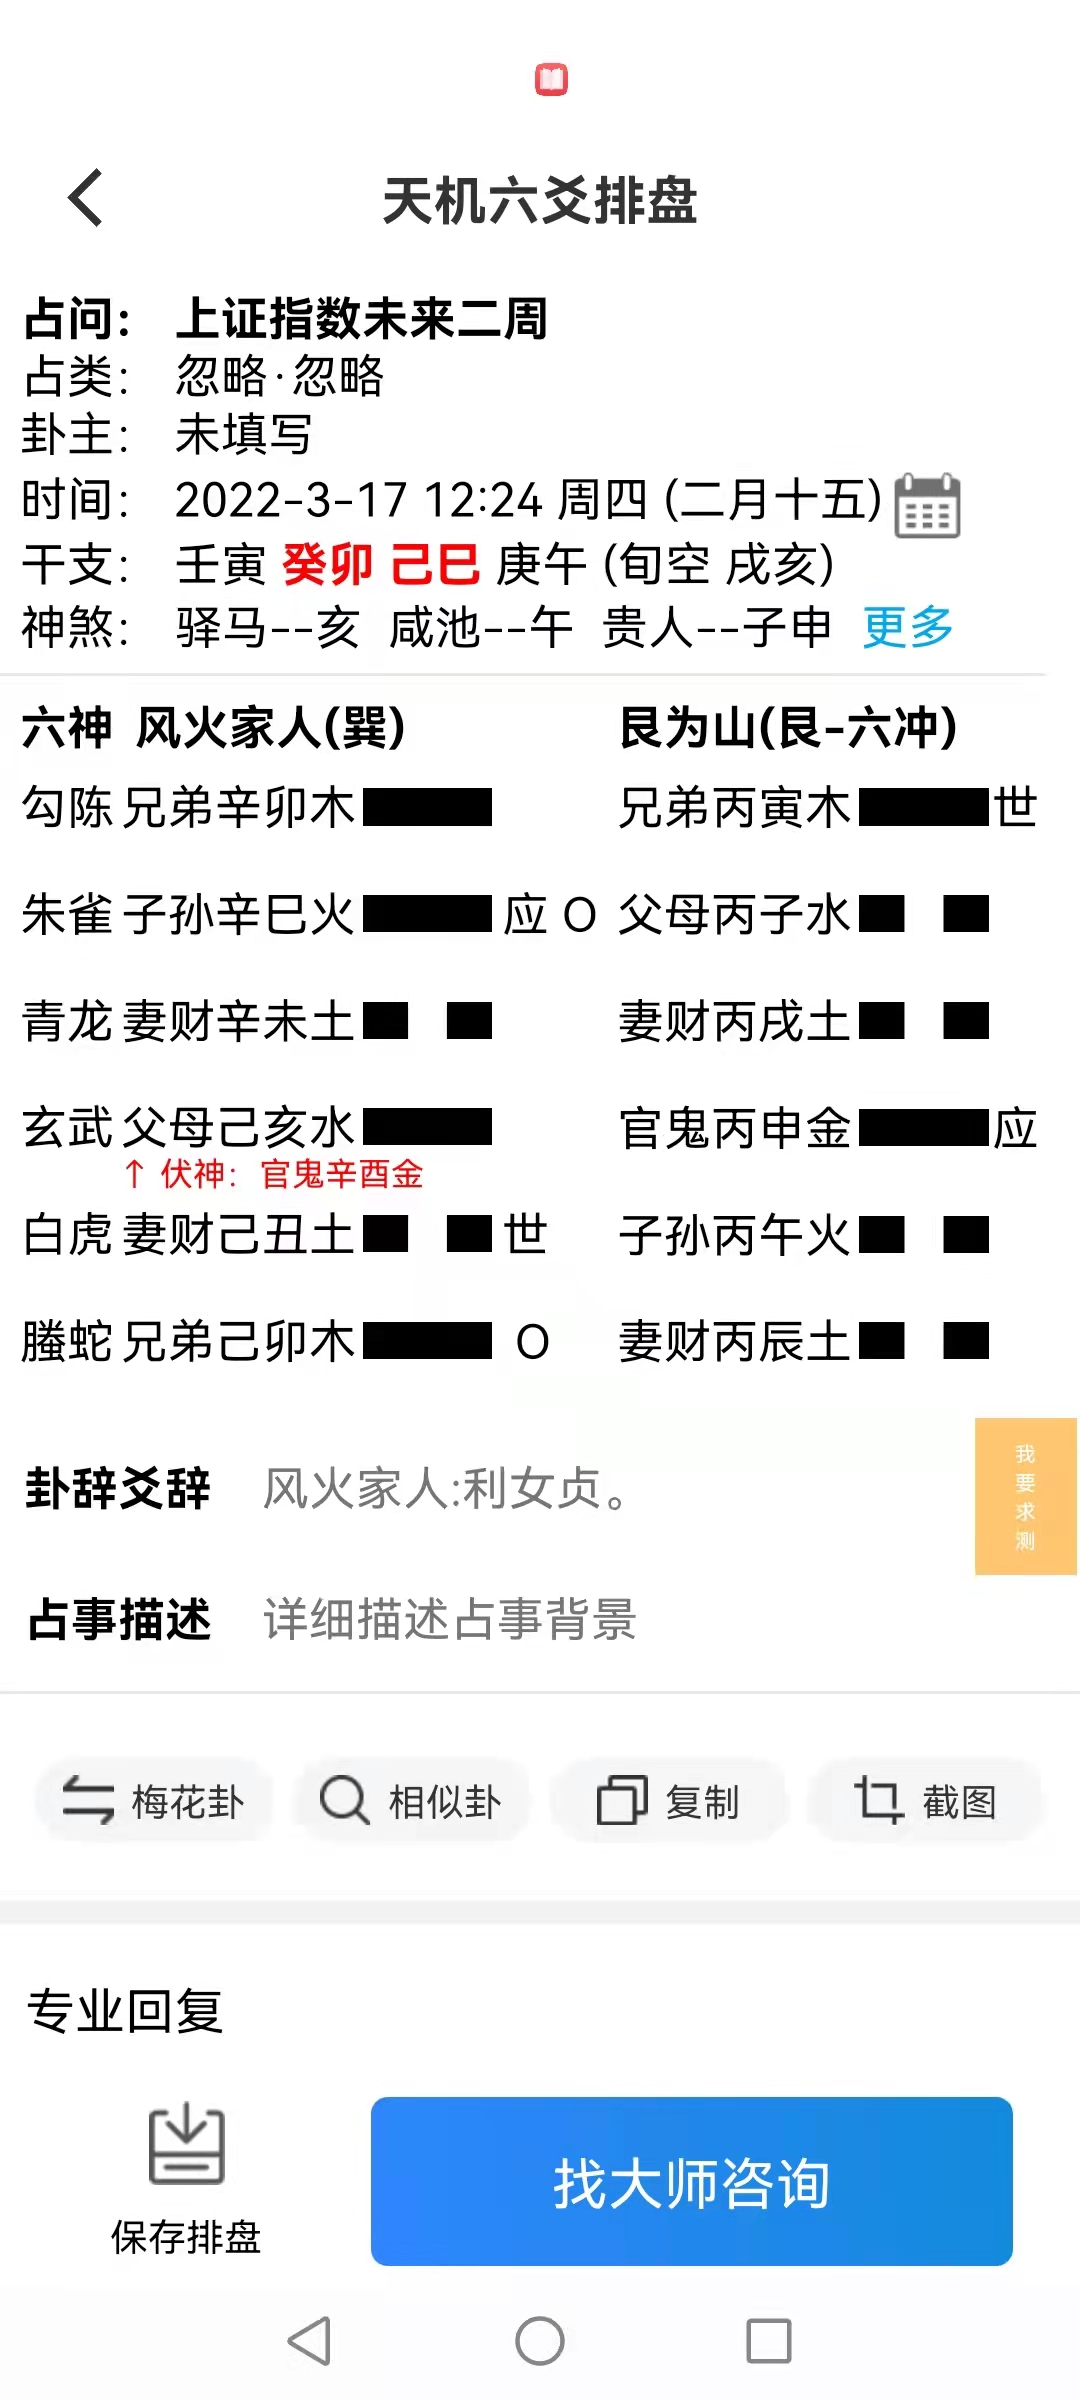 天机六爻排盘
占问： 上证指数未来二周
占类： 忽略·忽略
卦主： 未填写
时间： 2022-3-17 12:24 周四 (二月十五)
干支： 壬寅 癸卯 己巳 庚午 (旬空 戌亥)
神煞： 驿马--亥 咸池--午 贵人--子申 更多
六神 风火家人(巽) 艮为山(艮-六冲)
勾陈 兄弟辛卯木 兄弟丙寅木 世
朱雀 子孙辛巳火 应 O 父母丙子水
青龙 妻财辛未土 妻财丙戌土
玄武 父母己亥水 官鬼丙申金 应
↑ 伏神： 官鬼辛酉金
白虎 妻财己丑土 世 子孙丙午火
螣蛇 兄弟己卯木 O 妻财丙辰土
卦辞爻辞 风火家人:利女贞。
我要求测
占事描述 详细描述占事背景
梅花卦 相似卦 复制 截图
专业回复
保存排盘 找大师咨询